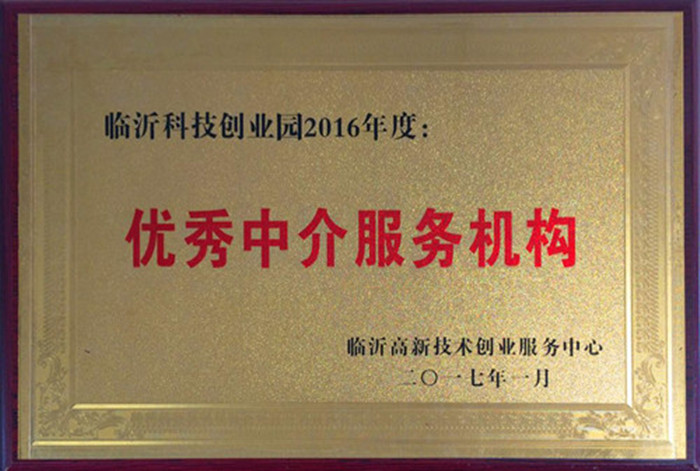 临沂科技创业园2016年度：
优秀中介服务机构
临沂高新技术创业服务中心
二〇一七年一月